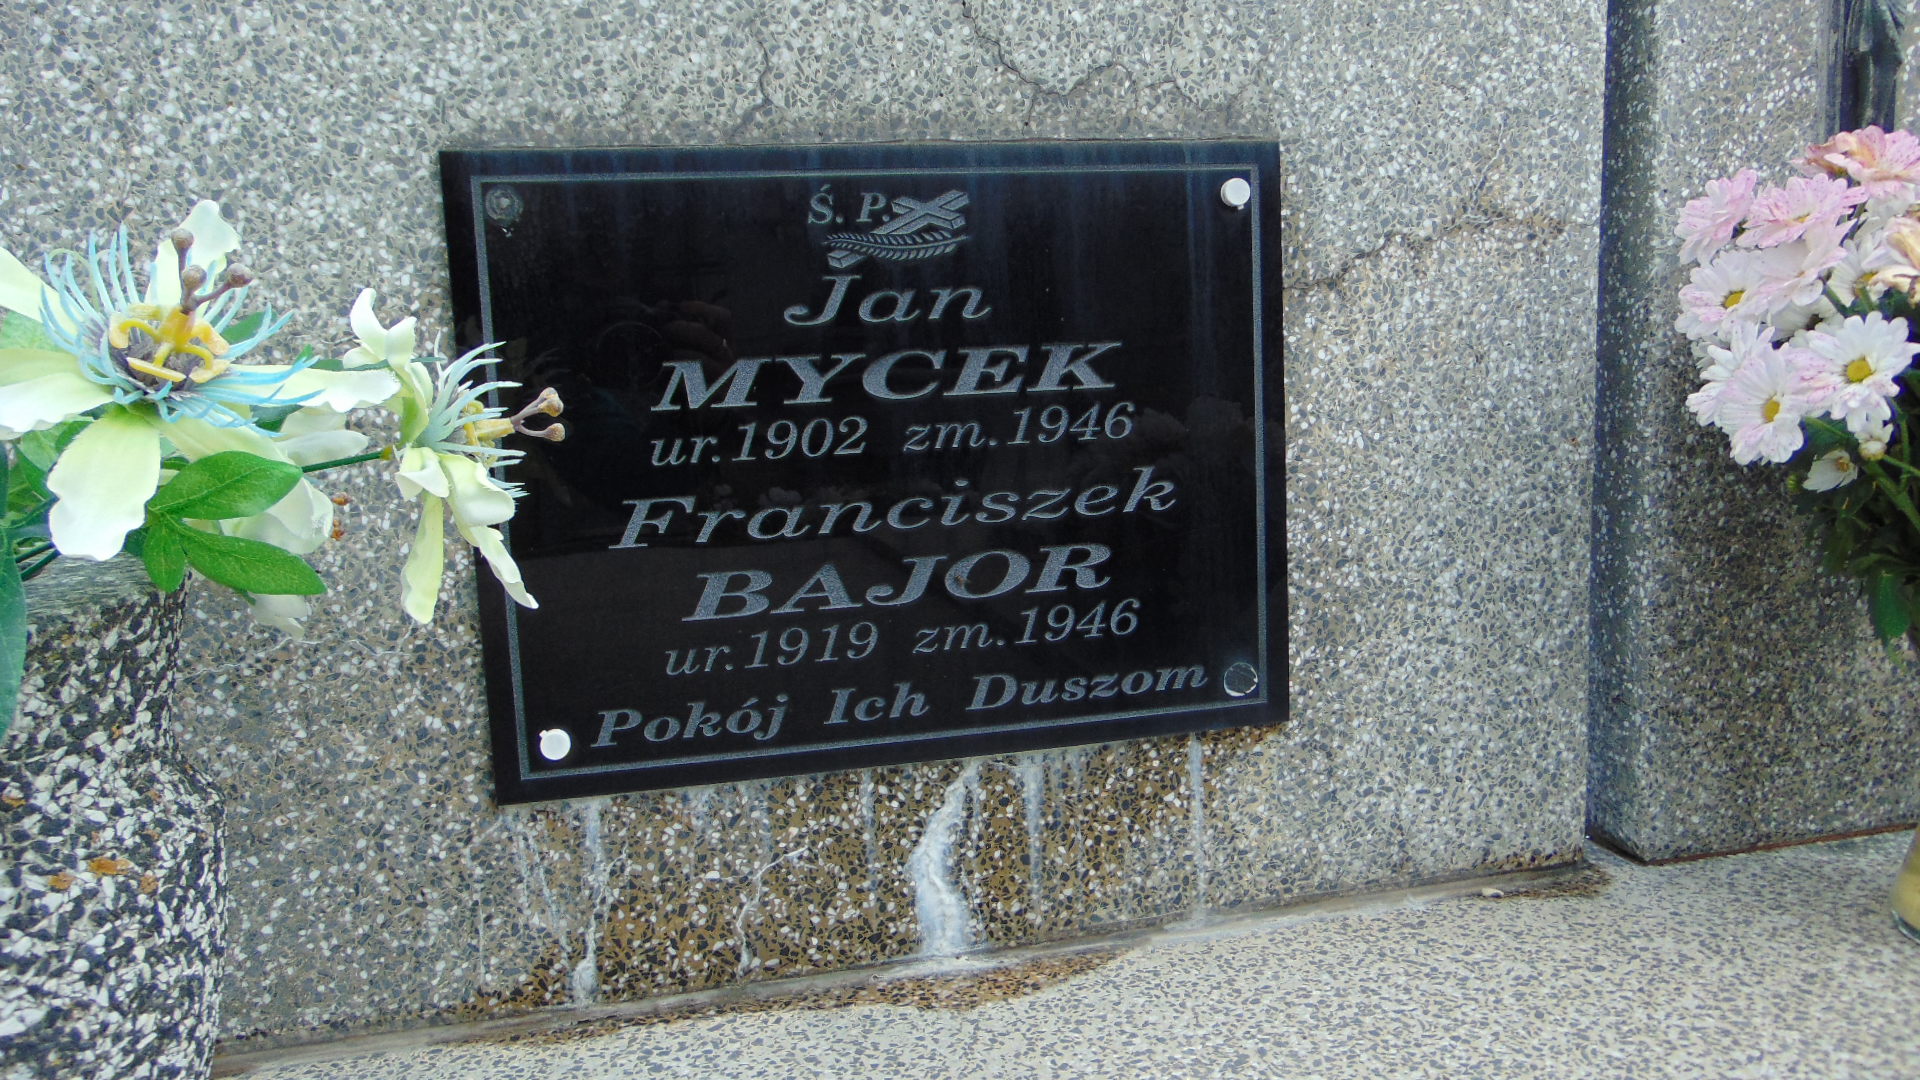 Ś. P.
Jan
MYCEK
ur.1902 zm.1946
Franciszek
BAJOR
ur.1919 zm.1946
Pokój Ich Duszom